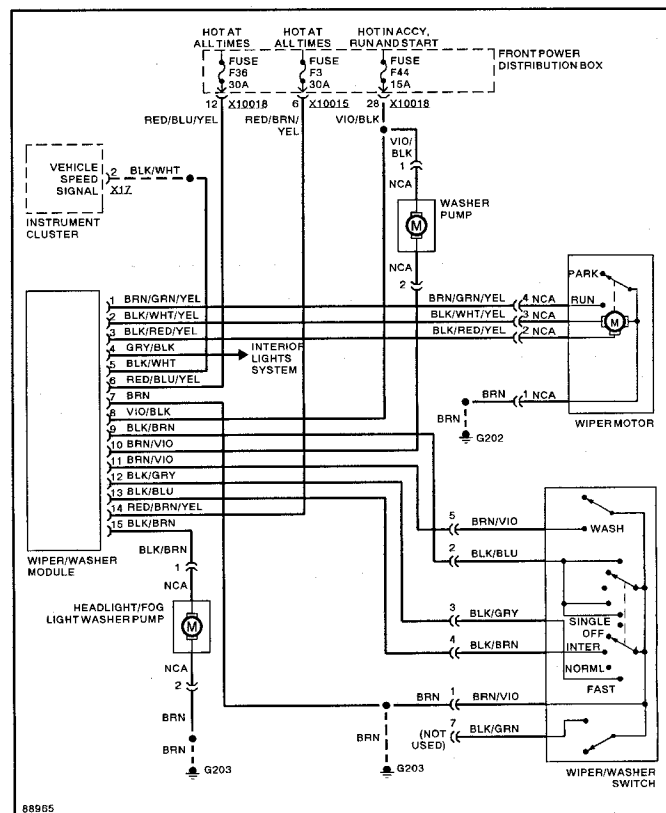 HOT AT
ALL TIMES
HOT AT
ALL TIMES
HOT IN ACCY,
RUN AND START
FUSE
F36
30A
FUSE
F3
30A
FUSE
F44
15A
FRONT POWER
DISTRIBUTION BOX
12 X10018
6 X10015
28 X10018
RED/BLU/YEL
RED/BRN/
YEL
VIO/BLK
VIO/
BLK
1
NCA
VEHICLE
SPEED
SIGNAL
2 BLK/WHT
X17
INSTRUMENT
CLUSTER
WASHER
PUMP
M
NCA
2
1 BRN/GRN/YEL
2 BLK/WHT/YEL
3 BLK/RED/YEL
4 GRY/BLK
5 BLK/WHT
6 RED/BLU/YEL
7 BRN
8 VIO/BLK
9 BLK/BRN
10 BRN/VIO
11 BRN/VIO
12 BLK/GRY
13 BLK/BLU
14 RED/BRN/YEL
15 BLK/BRN
INTERIOR
LIGHTS
SYSTEM
WIPER/WASHER
MODULE
BRN/GRN/YEL 4 NCA
BLK/WHT/YEL 3 NCA
BLK/RED/YEL 2 NCA
PARK
RUN
M
BRN 1 NCA
BRN
G202
WIPER MOTOR
5 BRN/VIO
2 BLK/BLU
3 BLK/GRY
4 BLK/BRN
BRN 1 BRN/VIO
7 BLK/GRN
(NOT
USED)
WASH
SINGLE
OFF
INTER
NORML
FAST
WIPER/WASHER
SWITCH
BLK/BRN
1
NCA
HEADLIGHT/FOG
LIGHT WASHER PUMP
M
NCA
2
BRN
BRN
G203
BRN
G203
88965